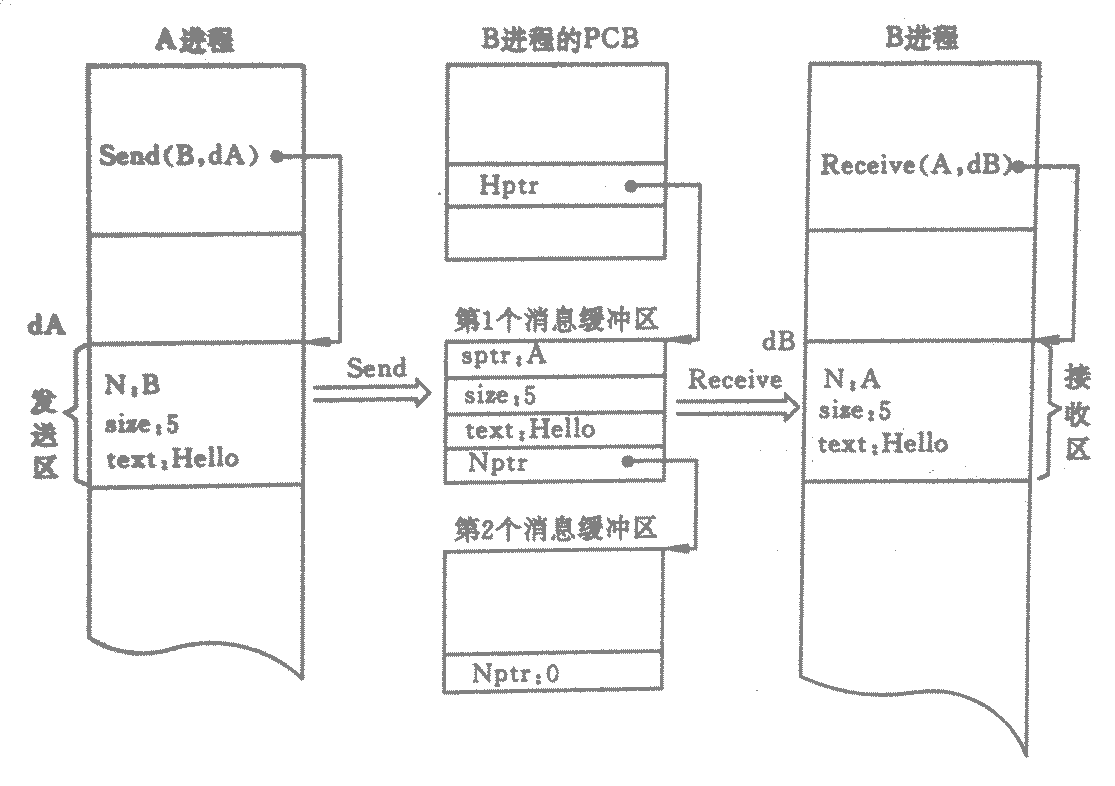 A进程
B进程的PCB
B进程
Send(B,dA)
Hptr
Receive(A,dB)
dA
发送区
N:B
size:5
text:Hello
Send
第1个消息缓冲区
sptr:A
size:5
text:Hello
Nptr
第2个消息缓冲区
Nptr:0
Receive
dB
N:A
size:5
text:Hello
接收区